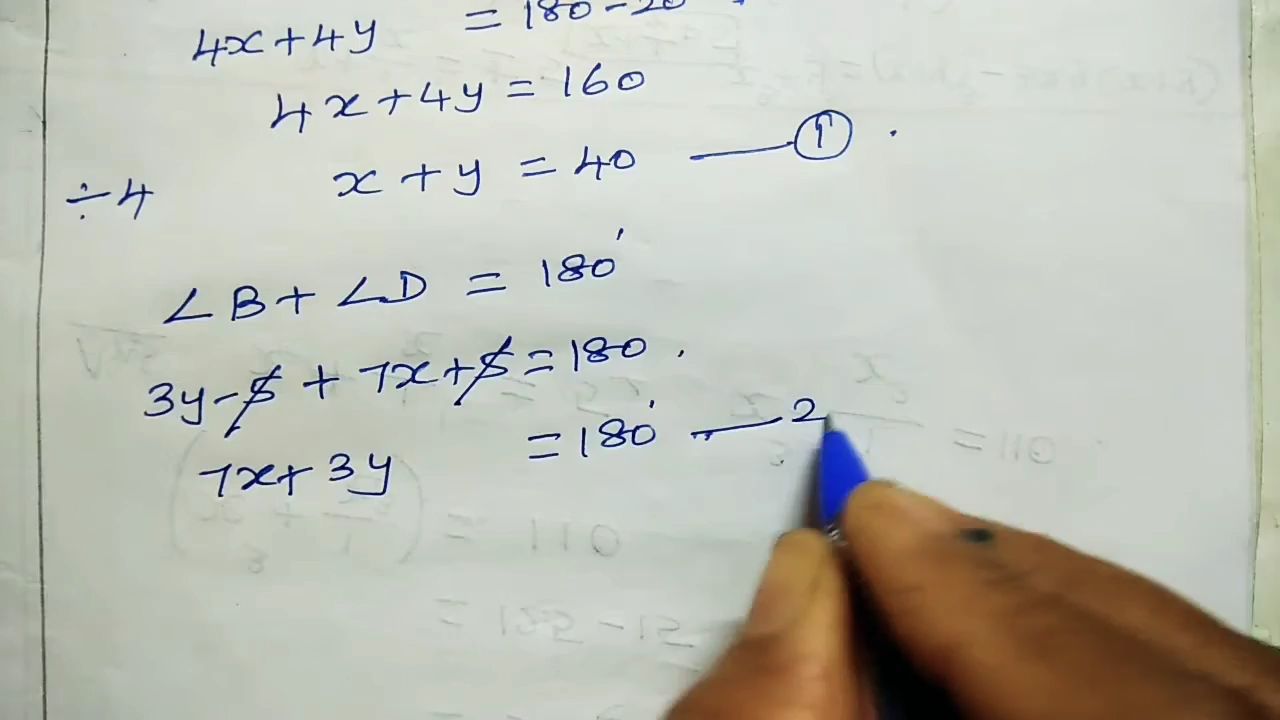 4x+4y = 180-20
4x+4y = 160
÷4 x+y = 40 —— ①
∠B+∠D = 180°
3y-5 + 7x+5 = 180.
7x+3y = 180° —— 2